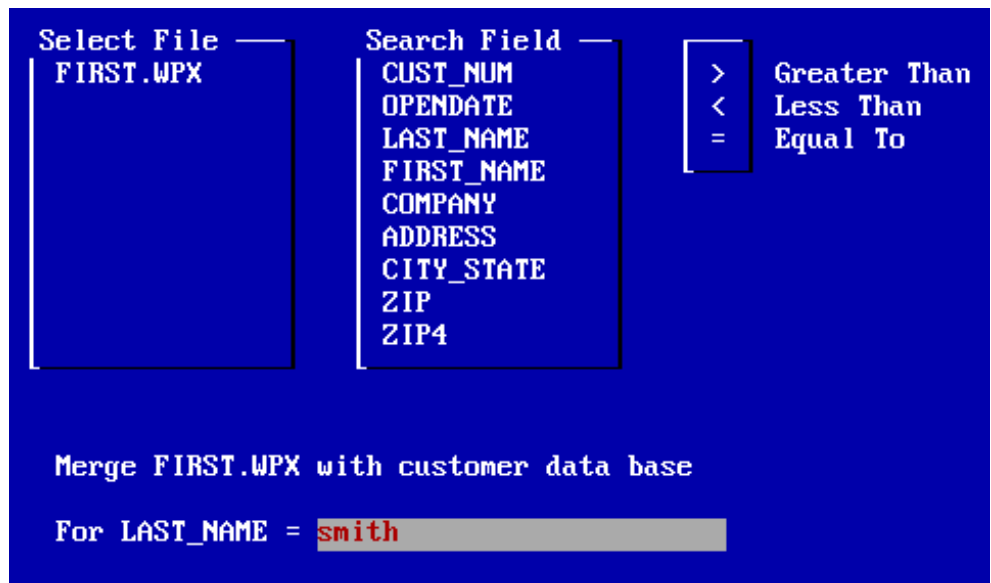 Select File
FIRST.WPX
Search Field
CUST_NUM
OPENDATE
LAST_NAME
FIRST_NAME
COMPANY
ADDRESS
CITY_STATE
ZIP
ZIP4
> Greater Than
< Less Than
= Equal To
Merge FIRST.WPX with customer data base
For LAST_NAME = smith